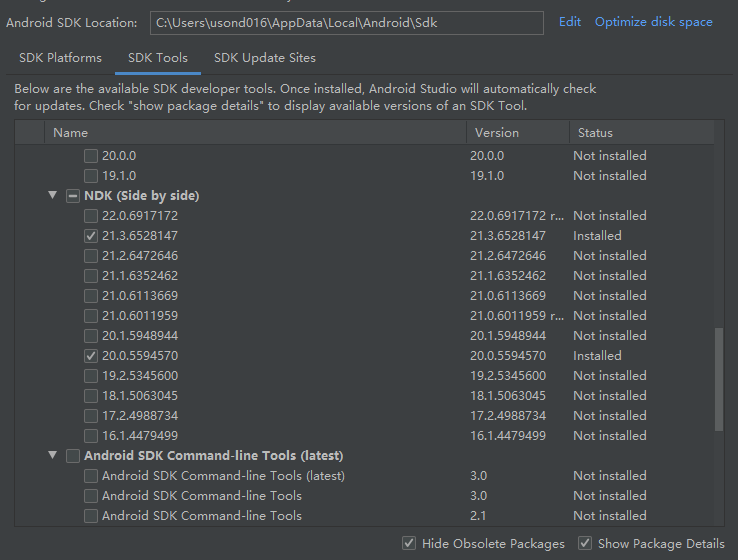 Android SDK Location: C:\Users\usond016\AppData\Local\Android\Sdk Edit Optimize disk space
SDK Platforms SDK Tools SDK Update Sites
Below are the available SDK developer tools. Once installed, Android Studio will automatically check
for updates. Check "show package details" to display available versions of an SDK Tool.
Name Version Status
20.0.0 20.0.0 Not installed
19.1.0 19.1.0 Not installed
NDK (Side by side)
22.0.6917172 22.0.6917172 r... Not installed
21.3.6528147 21.3.6528147 Installed
21.2.6472646 21.2.6472646 Not installed
21.1.6352462 21.1.6352462 Not installed
21.0.6113669 21.0.6113669 Not installed
21.0.6011959 21.0.6011959 r... Not installed
20.1.5948944 20.1.5948944 Not installed
20.0.5594570 20.0.5594570 Installed
19.2.5345600 19.2.5345600 Not installed
18.1.5063045 18.1.5063045 Not installed
17.2.4988734 17.2.4988734 Not installed
16.1.4479499 16.1.4479499 Not installed
Android SDK Command-line Tools (latest)
Android SDK Command-line Tools (latest) 3.0 Not installed
Android SDK Command-line Tools 3.0 Not installed
Android SDK Command-line Tools 2.1 Not installed
Hide Obsolete Packages Show Package Details